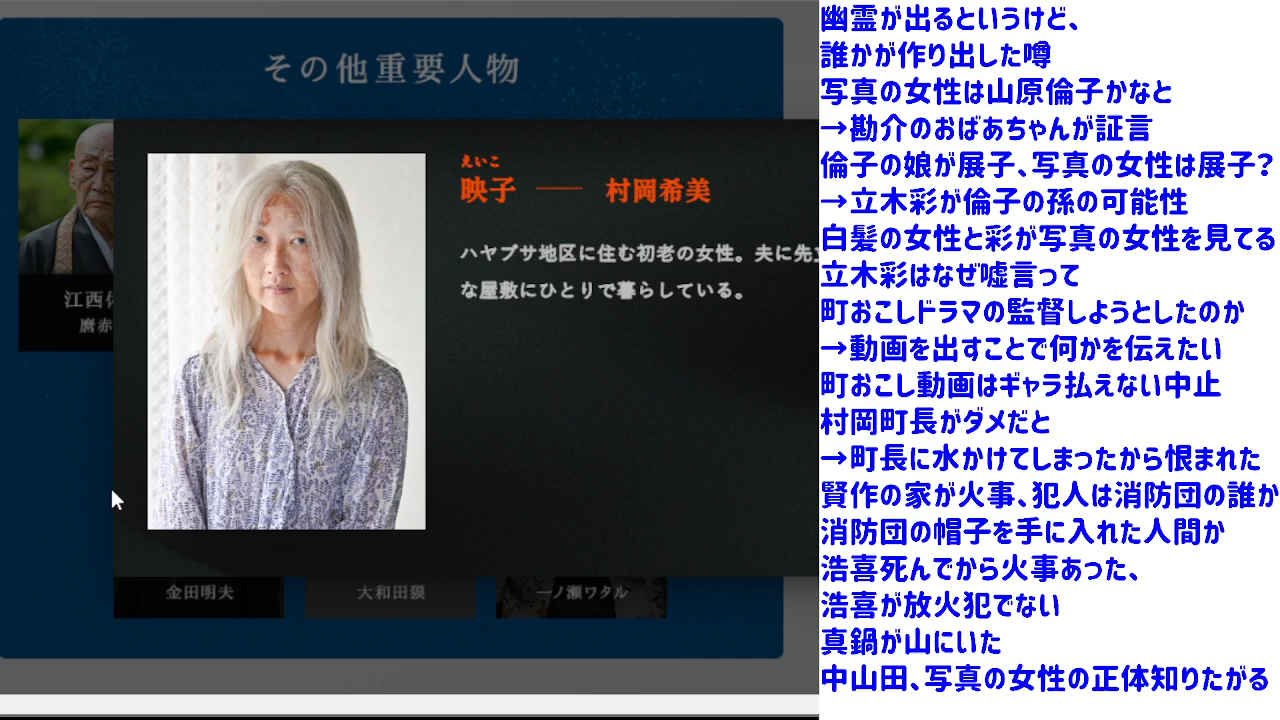 その他重要人物
えいこ
映子 ── 村岡希美
ハヤブサ地区に住む初老の女性。夫に先立
な屋敷にひとりで暮らしている。
江西佑
麿赤
金田明夫
大和田獏
一ノ瀬ワタル
幽霊が出るというけど、
誰かが作り出した噂
写真の女性は山原倫子かなと
→勘介のおばあちゃんが証言
倫子の娘が展子、写真の女性は展子?
→立木彩が倫子の孫の可能性
白髪の女性と彩が写真の女性を見てる
立木彩はなぜ嘘言って
町おこしドラマの監督しようとしたのか
→動画を出すことで何かを伝えたい
町おこし動画はギャラ払えない中止
村岡町長がダメだと
→町長に水かけてしまったから恨まれた
賢作の家が火事、犯人は消防団の誰か
消防団の帽子を手に入れた人間か
浩喜死んでから火事あった、
浩喜が放火犯でない
真鍋が山にいた
中山田、写真の女性の正体知りたがる